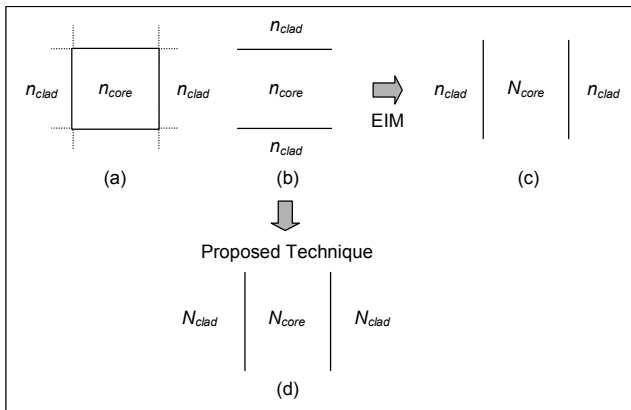 n_clad
n_clad n_core n_clad
(a)
n_core
n_clad
(b)
EIM
n_clad N_core n_clad
(c)
Proposed Technique
N_clad N_core N_clad
(d)